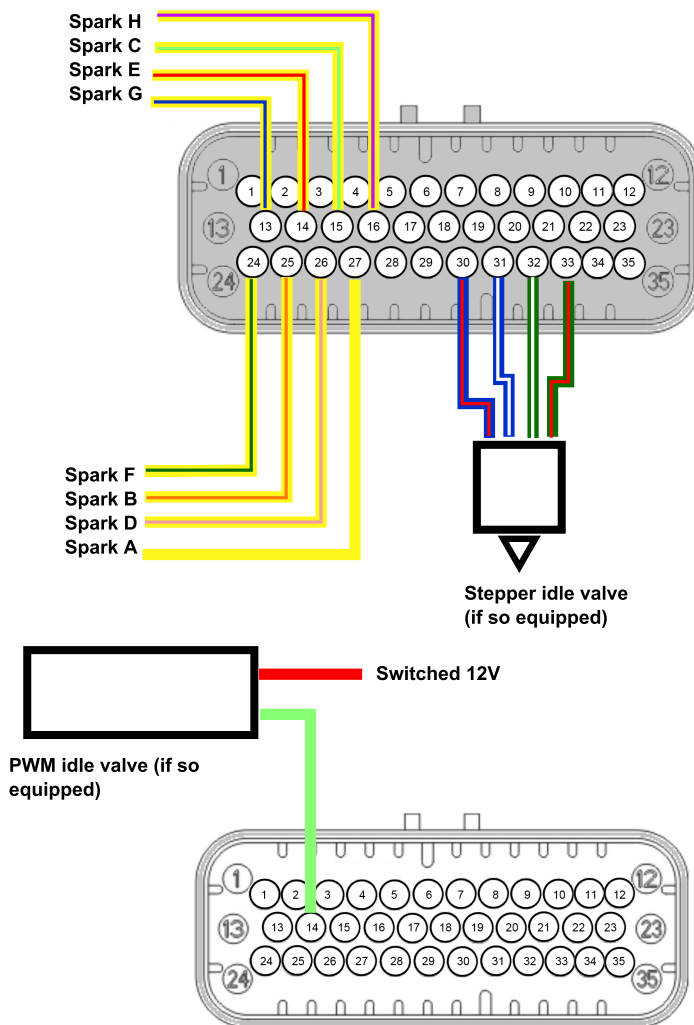 Spark H
Spark C
Spark E
Spark G
1 12
1 2 3 4 5 6 7 8 9 10 11 12
13 13 14 15 16 17 18 19 20 21 22 23 23
24 25 26 27 28 29 30 31 32 33 34 35
24 35
Spark F
Spark B
Spark D
Spark A
Stepper idle valve
(if so equipped)
Switched 12V
PWM idle valve (if so
equipped)
1 12
1 2 3 4 5 6 7 8 9 10 11 12
13 13 14 15 16 17 18 19 20 21 22 23 23
24 25 26 27 28 29 30 31 32 33 34 35
24 35